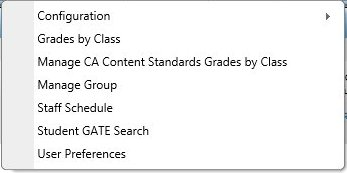 Configuration
Grades by Class
Manage CA Content Standards Grades by Class
Manage Group
Staff Schedule
Student GATE Search
User Preferences